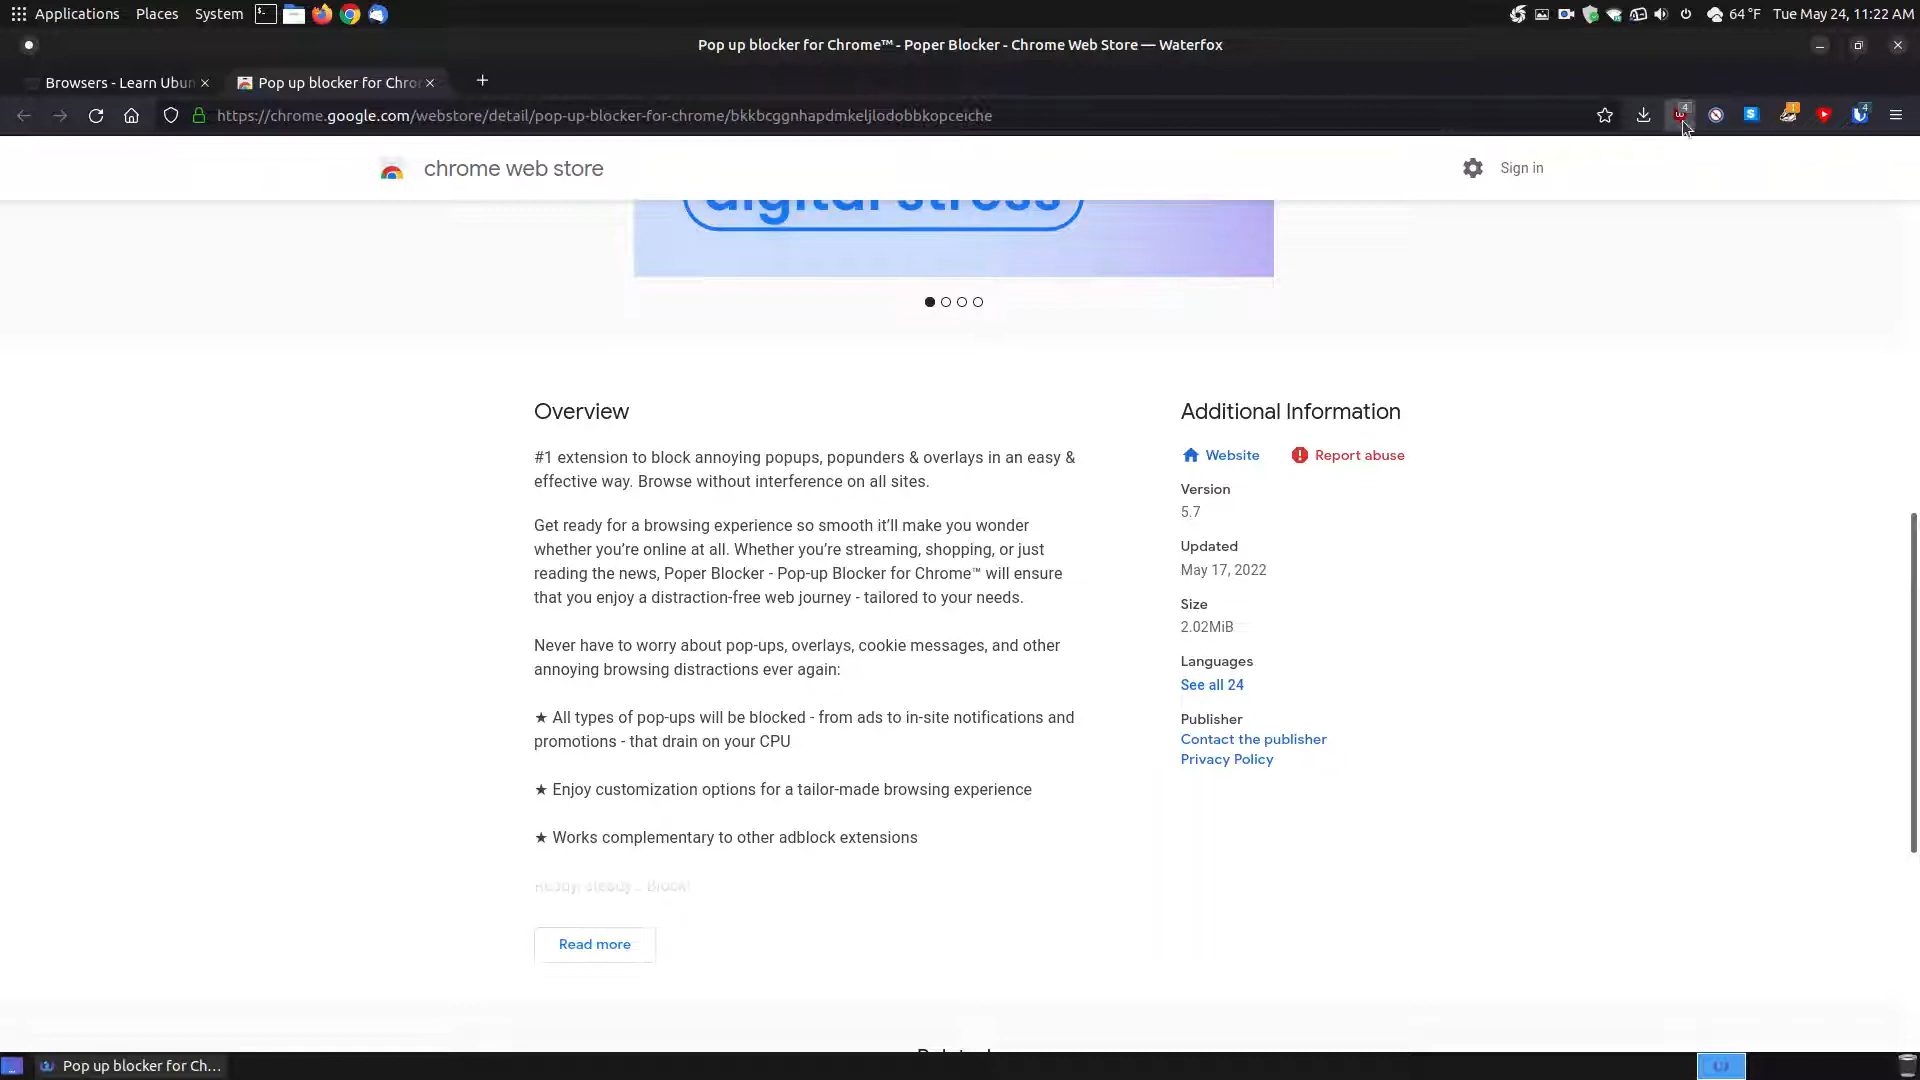 Applications Places System
64 °F Tue May 24, 11:22 AM
Pop up blocker for Chrome™ - Poper Blocker - Chrome Web Store — Waterfox
Browsers - Learn Ubun
Pop up blocker for Chro
https://chrome.google.com/webstore/detail/pop-up-blocker-for-chrome/bkkbcggnhapdmkeljlodobbkopceiche
4
4
chrome web store
Sign in
digital stress
Overview
#1 extension to block annoying popups, popunders & overlays in an easy &
effective way. Browse without interference on all sites.
Get ready for a browsing experience so smooth it’ll make you wonder
whether you’re online at all. Whether you’re streaming, shopping, or just
reading the news, Poper Blocker - Pop-up Blocker for Chrome™ will ensure
that you enjoy a distraction-free web journey - tailored to your needs.
Never have to worry about pop-ups, overlays, cookie messages, and other
annoying browsing distractions ever again:
★ All types of pop-ups will be blocked - from ads to in-site notifications and
promotions - that drain on your CPU
★ Enjoy customization options for a tailor-made browsing experience
★ Works complementary to other adblock extensions
Ready, steady... Block!
Read more
Additional Information
Website Report abuse
Version
5.7
Updated
May 17, 2022
Size
2.02MiB
Languages
See all 24
Publisher
Contact the publisher
Privacy Policy
Related
Pop up blocker for Ch...